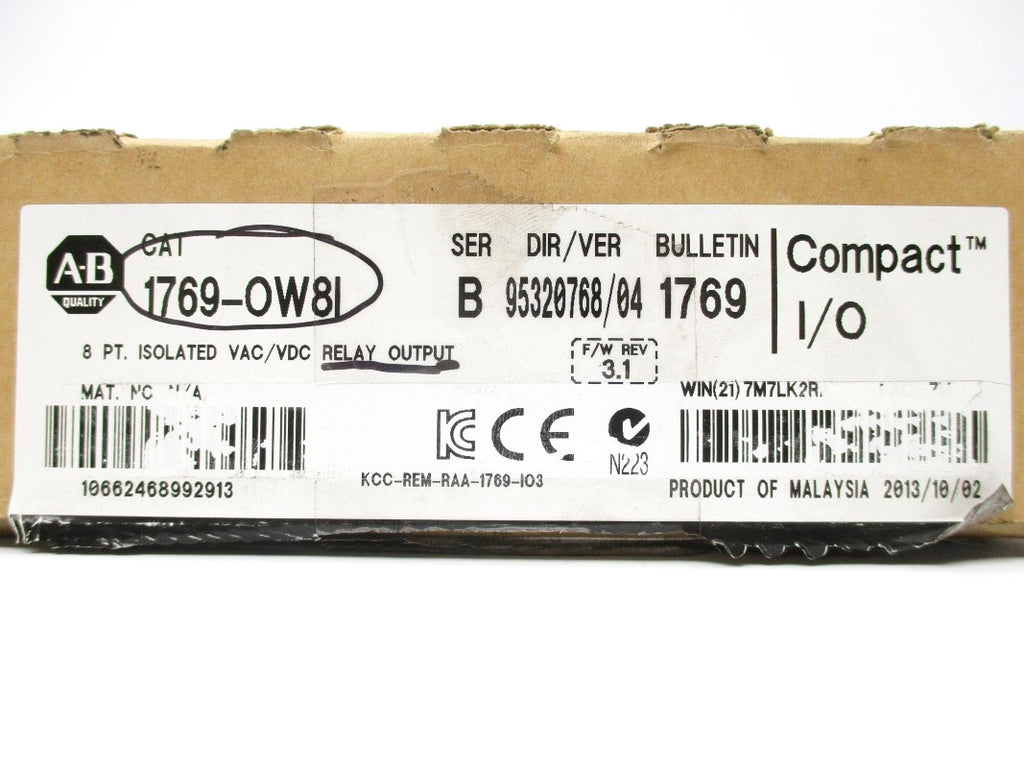 A-B
QUALITY
CAT
1769-OW8I
SER DIR/VER BULLETIN
B 95320768/04 1769
Compact™
I/O
8 PT. ISOLATED VAC/VDC RELAY OUTPUT
F/W REV
3.1
MAT. NO. N/A
WIN(21) 7M7LK2R
KC CE
N223
10662468992913
KCC-REM-RAA-1769-IO3
PRODUCT OF MALAYSIA 2013/10/02